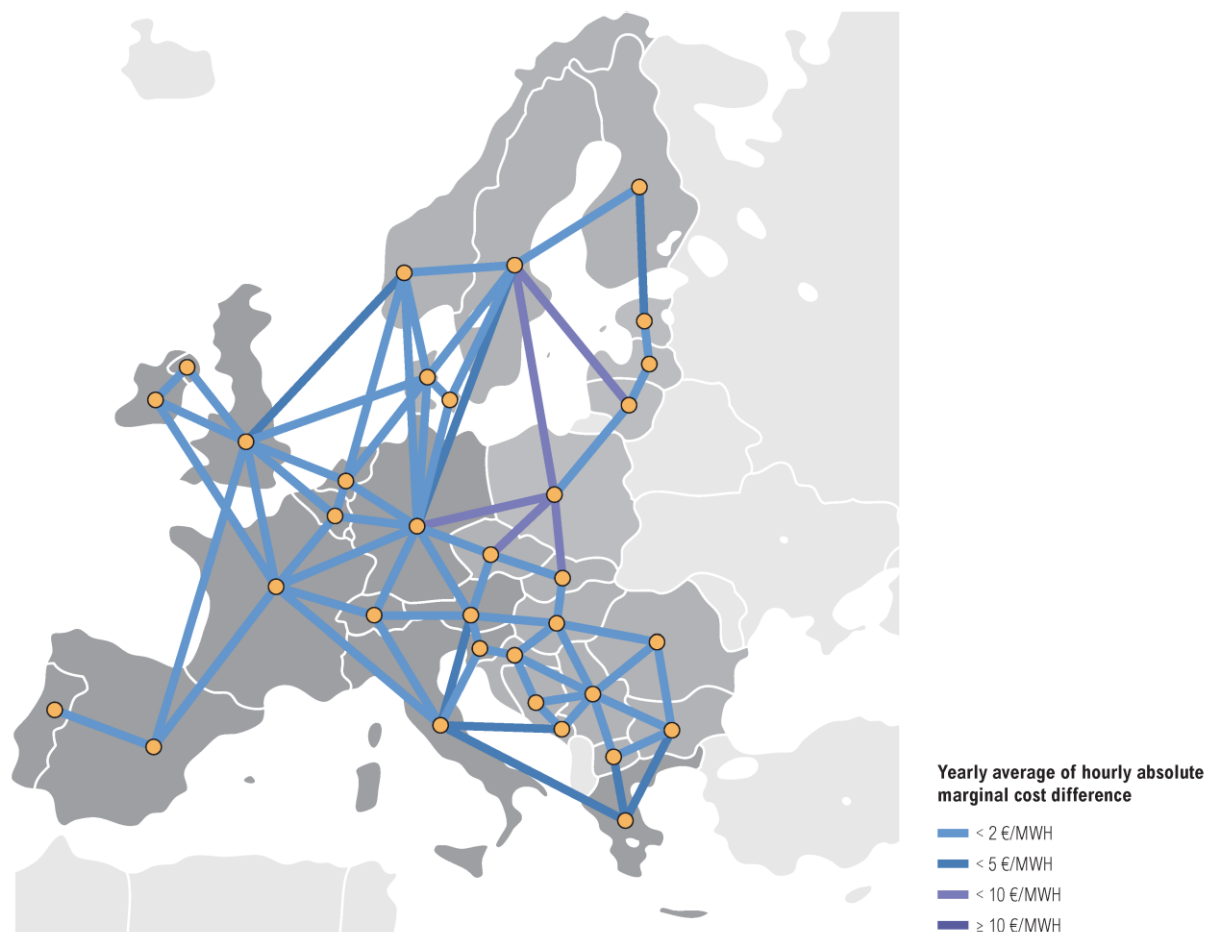 Yearly average of hourly absolute
marginal cost difference
< 2 €/MWH
< 5 €/MWH
< 10 €/MWH
≥ 10 €/MWH